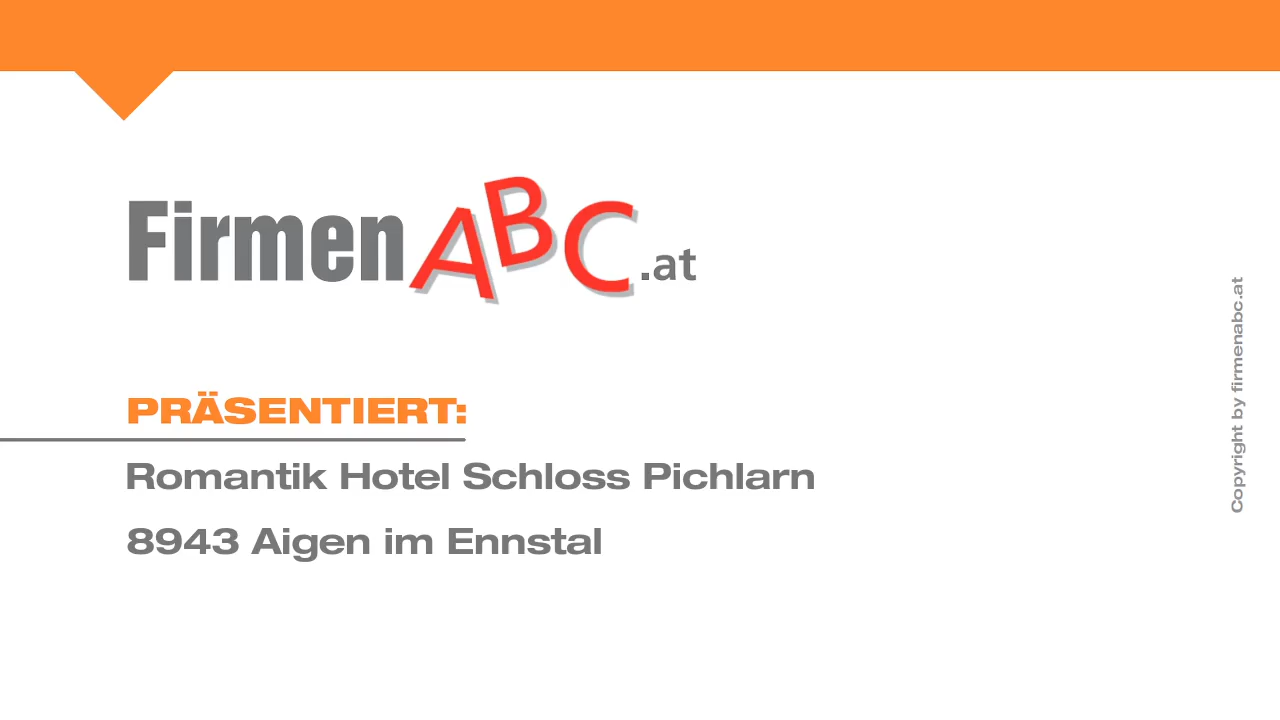 FirmenABC.at
PRÄSENTIERT:
Romantik Hotel Schloss Pichlarn
8943 Aigen im Ennstal
Copyright by firmenabc.at